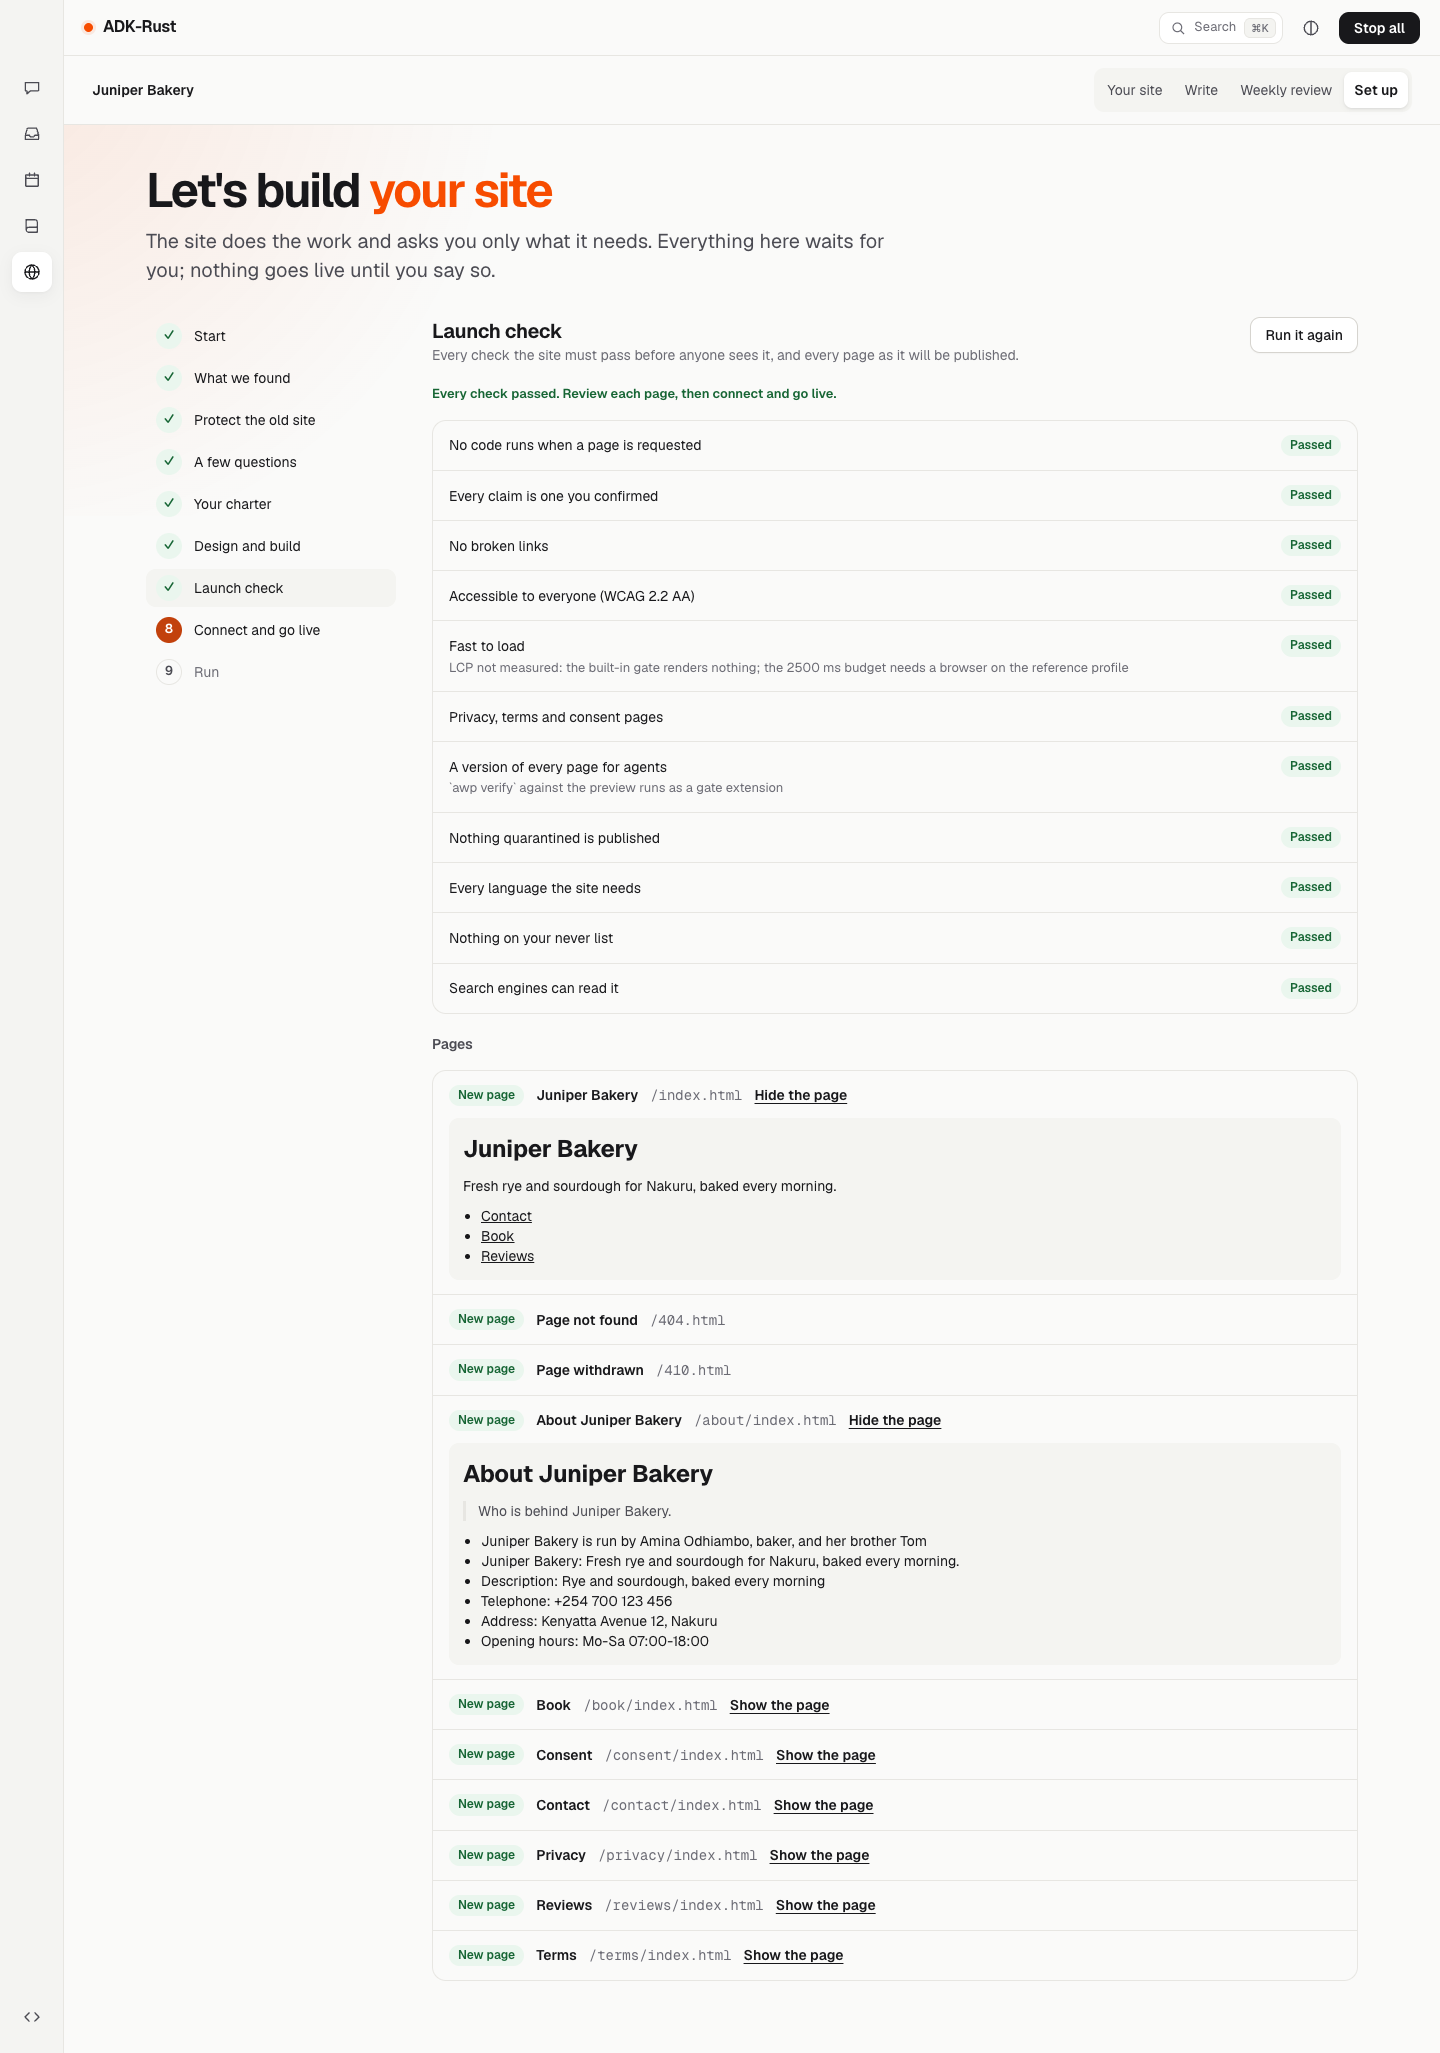 ADK-Rust
Search ⌘K
Stop all
Juniper Bakery
Your site
Write
Weekly review
Set up
Let's build your site
The site does the work and asks you only what it needs. Everything here waits for
you; nothing goes live until you say so.
Start
What we found
Protect the old site
A few questions
Your charter
Design and build
Launch check
8 Connect and go live
9 Run
Launch check
Run it again
Every check the site must pass before anyone sees it, and every page as it will be published.
Every check passed. Review each page, then connect and go live.
No code runs when a page is requested Passed
Every claim is one you confirmed Passed
No broken links Passed
Accessible to everyone (WCAG 2.2 AA) Passed
Fast to load Passed
LCP not measured: the built-in gate renders nothing; the 2500 ms budget needs a browser on the reference profile
Privacy, terms and consent pages Passed
A version of every page for agents Passed
`awp verify` against the preview runs as a gate extension
Nothing quarantined is published Passed
Every language the site needs Passed
Nothing on your never list Passed
Search engines can read it Passed
Pages
New page Juniper Bakery /index.html Hide the page
Juniper Bakery
Fresh rye and sourdough for Nakuru, baked every morning.
• Contact
• Book
• Reviews
New page Page not found /404.html
New page Page withdrawn /410.html
New page About Juniper Bakery /about/index.html Hide the page
About Juniper Bakery
Who is behind Juniper Bakery.
• Juniper Bakery is run by Amina Odhiambo, baker, and her brother Tom
• Juniper Bakery: Fresh rye and sourdough for Nakuru, baked every morning.
• Description: Rye and sourdough, baked every morning
• Telephone: +254 700 123 456
• Address: Kenyatta Avenue 12, Nakuru
• Opening hours: Mo-Sa 07:00-18:00
New page Book /book/index.html Show the page
New page Consent /consent/index.html Show the page
New page Contact /contact/index.html Show the page
New page Privacy /privacy/index.html Show the page
New page Reviews /reviews/index.html Show the page
New page Terms /terms/index.html Show the page